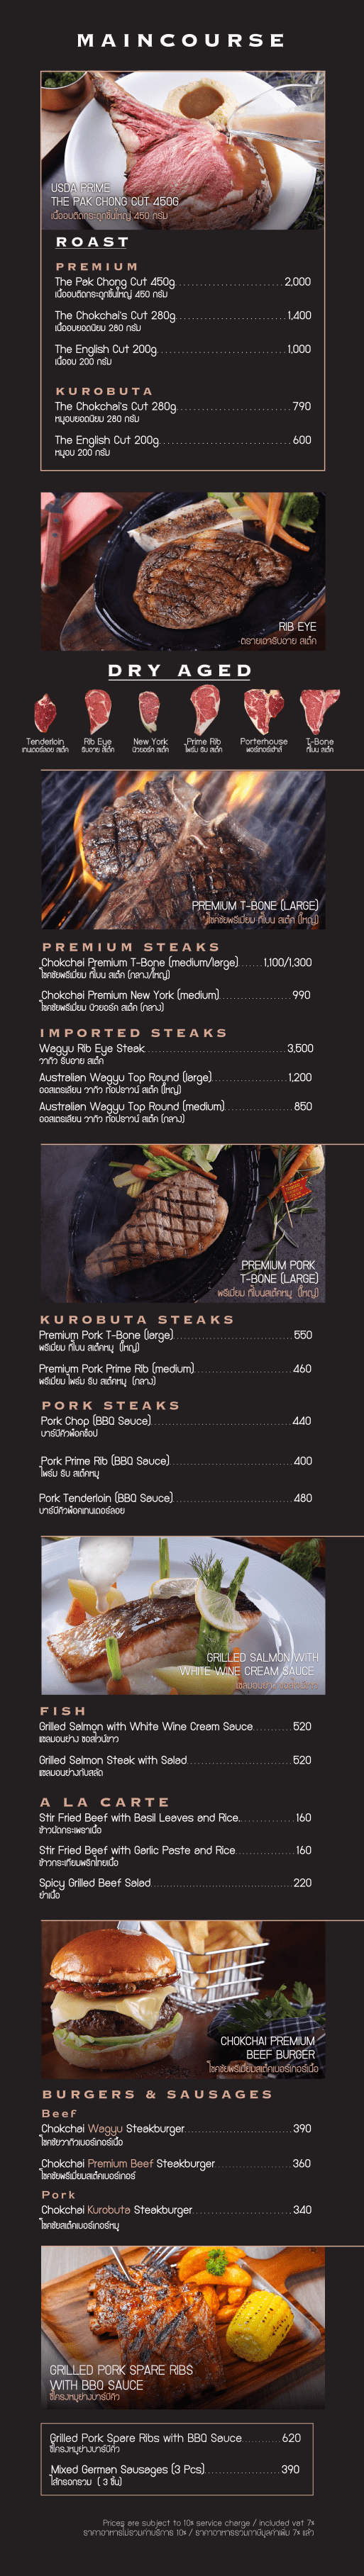 MAINCOURSE
USDA PRIME
THE PAK CHONG CUT 450G
เนื้ออบติดกระดูกชิ้นใหญ่ 450 กรัม
ROAST
PREMIUM
The Pak Chong Cut 450g. 2,000
เนื้ออบติดกระดูกชิ้นใหญ่ 450 กรัม
The Chokchai's Cut 280g. 1,400
เนื้ออบยอดนิยม 280 กรัม
The English Cut 200g. 1,000
เนื้ออบ 200 กรัม
KUROBUTA
The Chokchai's Cut 280g. 790
หมูอบยอดนิยม 280 กรัม
The English Cut 200g. 600
หมูอบ 200 กรัม
RIB EYE
ดรายเอจริบอาย สเต็ก
DRY AGED
Tenderloin Rib Eye New York Prime Rib Porterhouse T-Bone
เทนเดอร์ลอย สเต็ก ริบอาย สเต็ก นิวยอร์ค สเต็ก ไพร์ม ริบ สเต็ก พอร์ทเตอร์เฮ้าส์ ทีโบน สเต็ก
PREMIUM T-BONE (LARGE)
โชคชัยพรีเมี่ยม ทีโบน สเต็ก (ใหญ่)
PREMIUM STEAKS
Chokchai Premium T-Bone (medium/large) 1,100/1,300
โชคชัยพรีเมี่ยม ทีโบน สเต็ก (กลาง/ใหญ่)
Chokchai Premium New York (medium) 990
โชคชัยพรีเมี่ยม นิวยอร์ค สเต็ก (กลาง)
IMPORTED STEAKS
Wagyu Rib Eye Steak 3,500
วากิว ริบอาย สเต็ก
Australian Wagyu Top Round (large) 1,200
ออสเตรเลียน วากิว ท๊อปราวน์ สเต็ก (ใหญ่)
Australian Wagyu Top Round (medium) 850
ออสเตรเลียน วากิว ท๊อปราวน์ สเต็ก (กลาง)
PREMIUM PORK
T-BONE (LARGE)
พรีเมี่ยม ทีโบนสเต็กหมู (ใหญ่)
KUROBUTA STEAKS
Premium Pork T-Bone (large) 550
พรีเมี่ยม ทีโบน สเต็กหมู (ใหญ่)
Premium Pork Prime Rib (medium) 460
พรีเมี่ยม ไพร์ม ริบ สเต็กหมู (กลาง)
PORK STEAKS
Pork Chop (BBQ Sauce) 440
บาร์บีคิวพ็อคช็อป
Pork Prime Rib (BBQ Sauce) 400
ไพร์ม ริบ สเต็กหมู
Pork Tenderloin (BBQ Sauce) 480
บาร์บีคิวพ็อคเทนเดอร์ลอย
GRILLED SALMON WITH
WHITE WINE CREAM SAUCE
FISH
Grilled Salmon with White Wine Cream Sauce 520
แซลมอนย่าง ซอสไวน์ขาว
Grilled Salmon Steak with Salad 520
แซลมอนย่างกับสลัด
A LA CARTE
Stir Fried Beef with Basil Leaves and Rice. 160
ข้าวผัดกระเพราเนื้อ
Stir Fried Beef with Garlic Paste and Rice 160
ข้าวกระเทียมพริกไทยเนื้อ
Spicy Grilled Beef Salad 220
ยำเนื้อ
CHOKCHAI PREMIUM
BEEF BURGER
โชคชัยพรีเมี่ยมสเต็กเบอร์เกอร์เนื้อ
BURGERS & SAUSAGES
Beef
Chokchai Wagyu Steakburger 390
โชคชัยวากิวเบอร์เกอร์เนื้อ
Chokchai Premium Beef Steakburger 360
โชคชัยพรีเมี่ยมสเต็กเบอร์เกอร์
Pork
Chokchai Kurobuta Steakburger 340
โชคชัยสเต็กเบอร์เกอร์หมู
GRILLED PORK SPARE RIBS
WITH BBQ SAUCE
ซี่โครงหมูย่างบาร์บีคิว
Grilled Pork Spare Ribs with BBQ Sauce 620
ซี่โครงหมูย่างบาร์บีคิว
Mixed German Sausages (3 Pcs) 390
ไส้กรอกรวม ( 3 ชิ้น)
Prices are subject to 10% service charge / included vat 7%
ราคาอาหารไม่รวมค่าบริการ 10% / ราคาอาหารรวมภาษีมูลค่าเพิ่ม 7% แล้ว